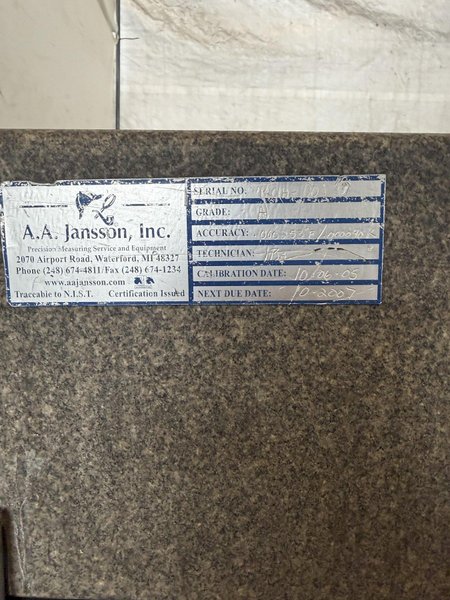 A.A. Jansson, Inc.
Precision Measuring Service and Equipment
2070 Airport Road, Waterford, MI 48327
Phone (248) 674-4811/Fax (248) 674-1234
www.aajansson.com
Traceable to N.I.S.T. Certification Issued
SERIAL NO.
GRADE: A
ACCURACY:
TECHNICIAN:
CALIBRATION DATE: 10-06-05
NEXT DUE DATE: 10-2007